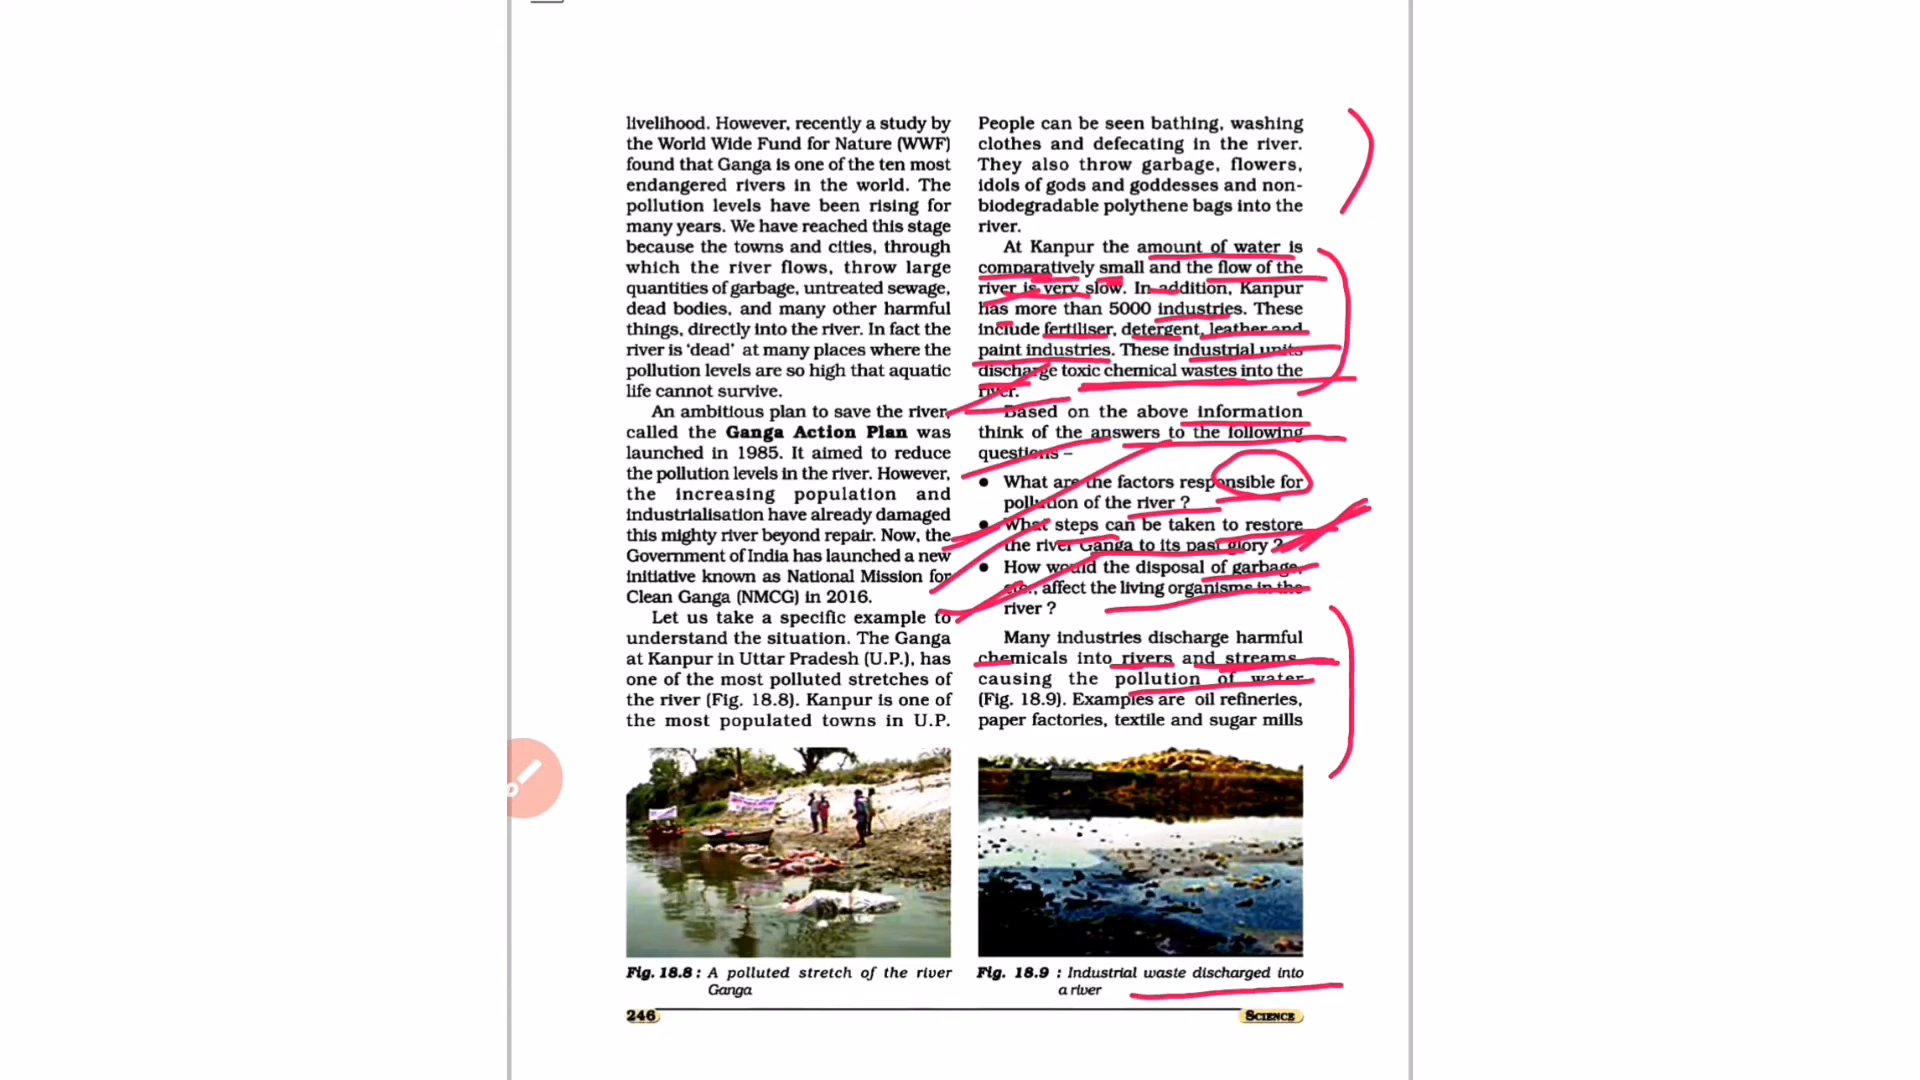 livelihood. However, recently a study by
the World Wide Fund for Nature (WWF)
found that Ganga is one of the ten most
endangered rivers in the world. The
pollution levels have been rising for
many years. We have reached this stage
because the towns and cities, through
which the river flows, throw large
quantities of garbage, untreated sewage,
dead bodies, and many other harmful
things, directly into the river. In fact the
river is ‘dead’ at many places where the
pollution levels are so high that aquatic
life cannot survive.
An ambitious plan to save the river,
called the Ganga Action Plan was
launched in 1985. It aimed to reduce
the pollution levels in the river. However,
the increasing population and
industrialisation have already damaged
this mighty river beyond repair. Now, the
Government of India has launched a new
initiative known as National Mission for
Clean Ganga (NMCG) in 2016.
Let us take a specific example to
understand the situation. The Ganga
at Kanpur in Uttar Pradesh (U.P.), has
one of the most polluted stretches of
the river (Fig. 18.8). Kanpur is one of
the most populated towns in U.P.
People can be seen bathing, washing
clothes and defecating in the river.
They also throw garbage, flowers,
idols of gods and goddesses and non-
biodegradable polythene bags into the
river.
At Kanpur the amount of water is
comparatively small and the flow of the
river is very slow. In addition, Kanpur
has more than 5000 industries. These
include fertiliser, detergent, leather and
paint industries. These industrial units
discharge toxic chemical wastes into the
river.
Based on the above information
think of the answers to the following
questions –
● What are the factors responsible for
pollution of the river ?
● What steps can be taken to restore
the river Ganga to its past glory ?
● How would the disposal of garbage,
etc., affect the living organisms in the
river ?
Many industries discharge harmful
chemicals into rivers and streams,
causing the pollution of water
(Fig. 18.9). Examples are oil refineries,
paper factories, textile and sugar mills
Fig. 18.8 : A polluted stretch of the river
Ganga
Fig. 18.9 : Industrial waste discharged into
a river
246
SCIENCE